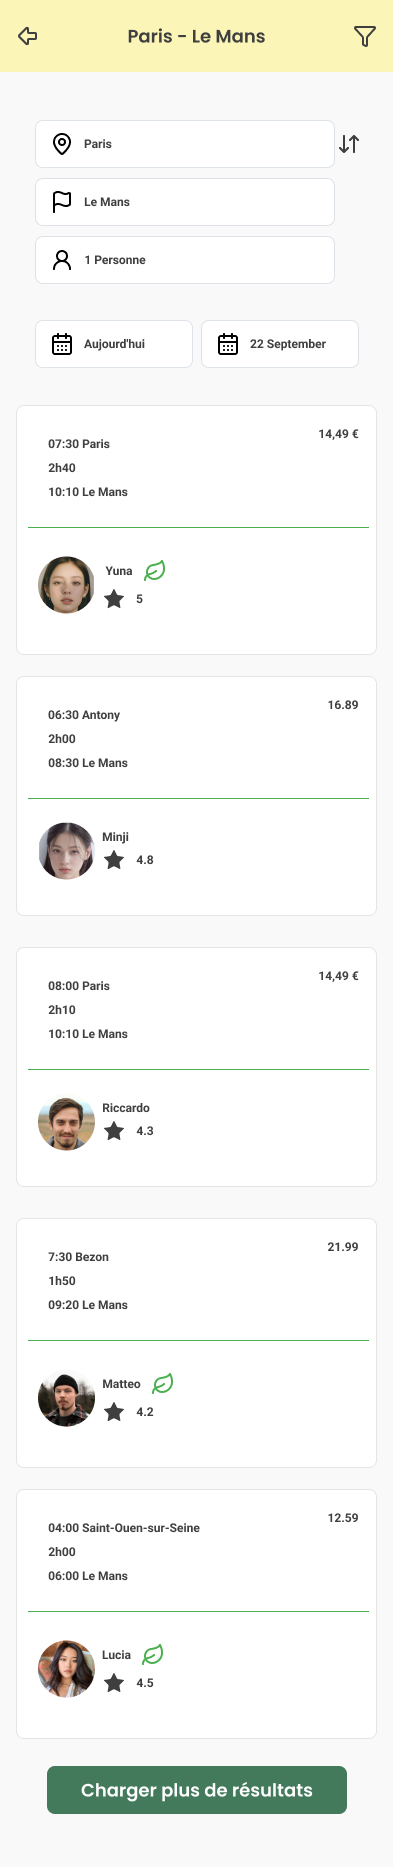 Paris - Le Mans
Paris
Le Mans
1 Personne
Aujourd'hui
22 September
14,49 €
07:30 Paris
2h40
10:10 Le Mans
Yuna
5
16.89
06:30 Antony
2h00
08:30 Le Mans
Minji
4.8
14,49 €
08:00 Paris
2h10
10:10 Le Mans
Riccardo
4.3
21.99
7:30 Bezon
1h50
09:20 Le Mans
Matteo
4.2
12.59
04:00 Saint-Ouen-sur-Seine
2h00
06:00 Le Mans
Lucia
4.5
Charger plus de résultats